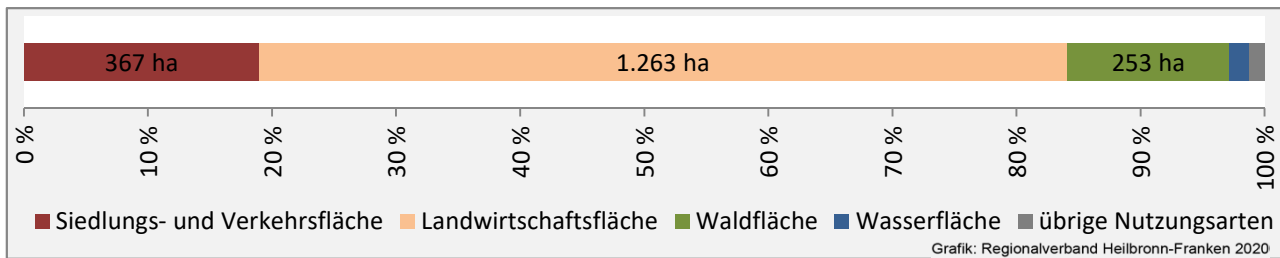 367 ha 1.263 ha 253 ha
0 % 10 % 20 % 30 % 40 % 50 % 60 % 70 % 80 % 90 % 100 %
Siedlungs- und Verkehrsfläche Landwirtschaftsfläche Waldfläche Wasserfläche übrige Nutzungsarten
Grafik: Regionalverband Heilbronn-Franken 2020